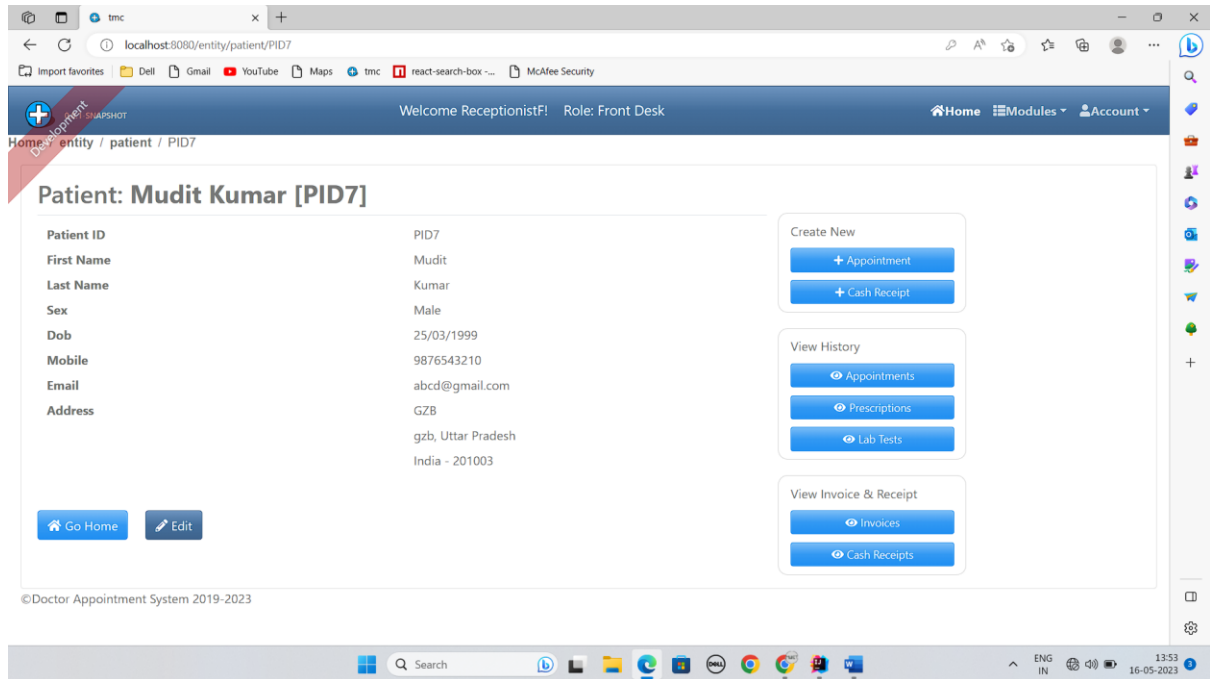 tmc
localhost:8080/entity/patient/PID7
Import favorites Dell Gmail YouTube Maps tmc react-search-box -... McAfee Security
SNAPSHOT Welcome ReceptionistF! Role: Front Desk Home Modules Account
Development
Home / entity / patient / PID7
Patient: Mudit Kumar [PID7]
Patient ID PID7
First Name Mudit
Last Name Kumar
Sex Male
Dob 25/03/1999
Mobile 9876543210
Email abcd@gmail.com
Address GZB
gzb, Uttar Pradesh
India - 201003
Go Home Edit
Create New
+ Appointment
+ Cash Receipt
View History
Appointments
Prescriptions
Lab Tests
View Invoice & Receipt
Invoices
Cash Receipts
©Doctor Appointment System 2019-2023
Search ENG 13:53
IN 16-05-2023